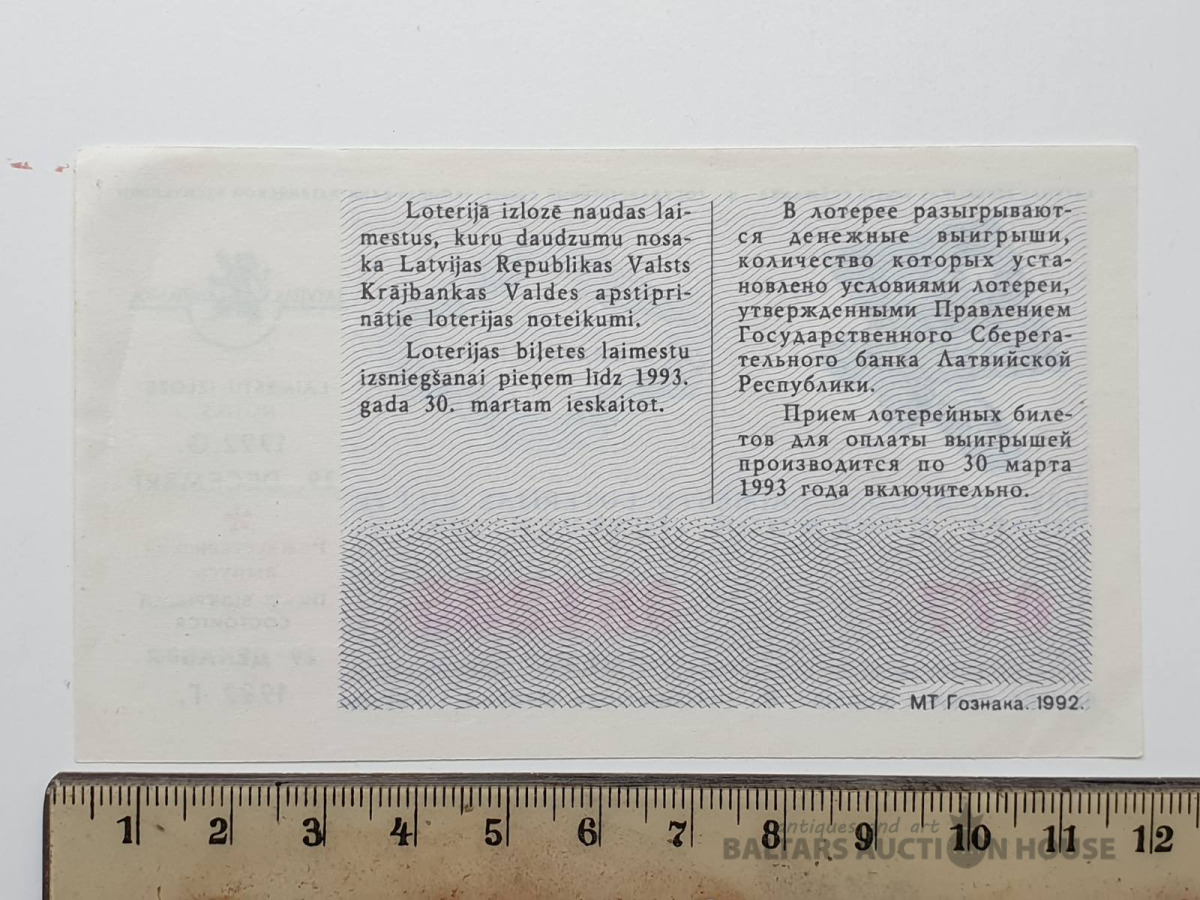 Loterijā izlozē naudas lai-
mestus, kuru daudzumu nosa-
ka Latvijas Republikas Valsts
Krājbankas Valdes apstipri-
nātie loterijas noteikumi.
Loterijas biļetes laimestu
izsniegšanai pieņem līdz 1993.
gada 30. martam ieskaitot.
В лотерее разыгрывают-
ся денежные выигрыши,
количество которых уста-
новлено условиями лотереи,
утвержденными Правлением
Государственного Сберега-
тельного банка Латвийской
Республики.
Прием лотерейных биле-
тов для оплаты выигрышей
производится по 30 марта
1993 года включительно.
МТ Гознака. 1992.
1 2 3 4 5 6 7 8 9 10 11 12
antiques and art
BALTARS AUCTION HOUSE